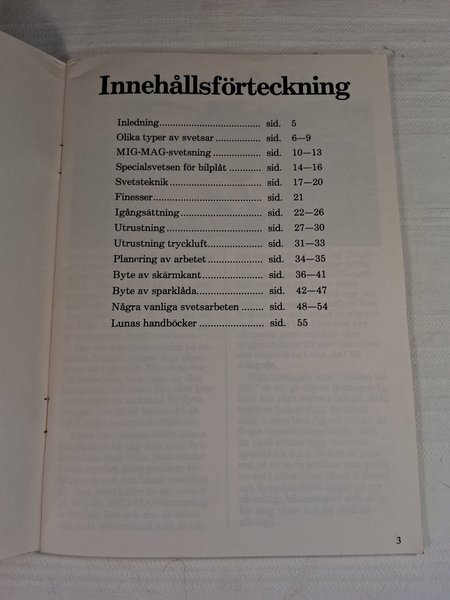 Innehållsförteckning
Inledning........................................ sid. 5
Olika typer av svetsar .................. sid. 6—9
MIG-MAG-svetsning ................... sid. 10—13
Specialsvetsen för bilplåt ............. sid. 14—16
Svetsteknik .................................... sid. 17—20
Finesser .......................................... sid. 21
Igångsättning ................................ sid. 22—26
Utrustning ..................................... sid. 27—30
Utrustning tryckluft ..................... sid. 31—33
Planering av arbetet .................... sid. 34—35
Byte av skärmkant ....................... sid. 36—41
Byte av sparklåda ......................... sid. 42—47
Några vanliga svetsarbeten ........ sid. 48—54
Lunas handböcker ....................... sid. 55
3